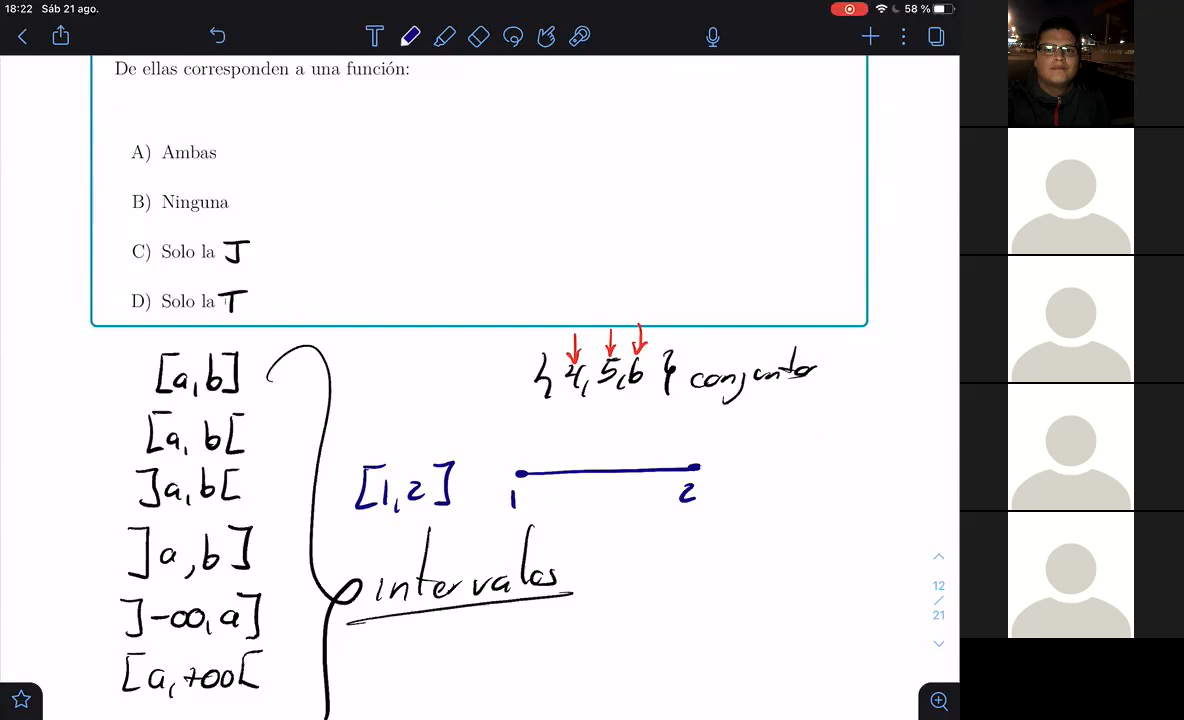 18:22 Sáb 21 ago. 58 %
De ellas corresponden a una función:
A) Ambas
B) Ninguna
C) Solo la J
D) Solo la T
[a,b]
{4,5,6} conjuntos
[a,b[
]a,b[
[1,2] 1 2
]a,b]
intervalos
]-∞,a]
[a,+∞[
12
/
21